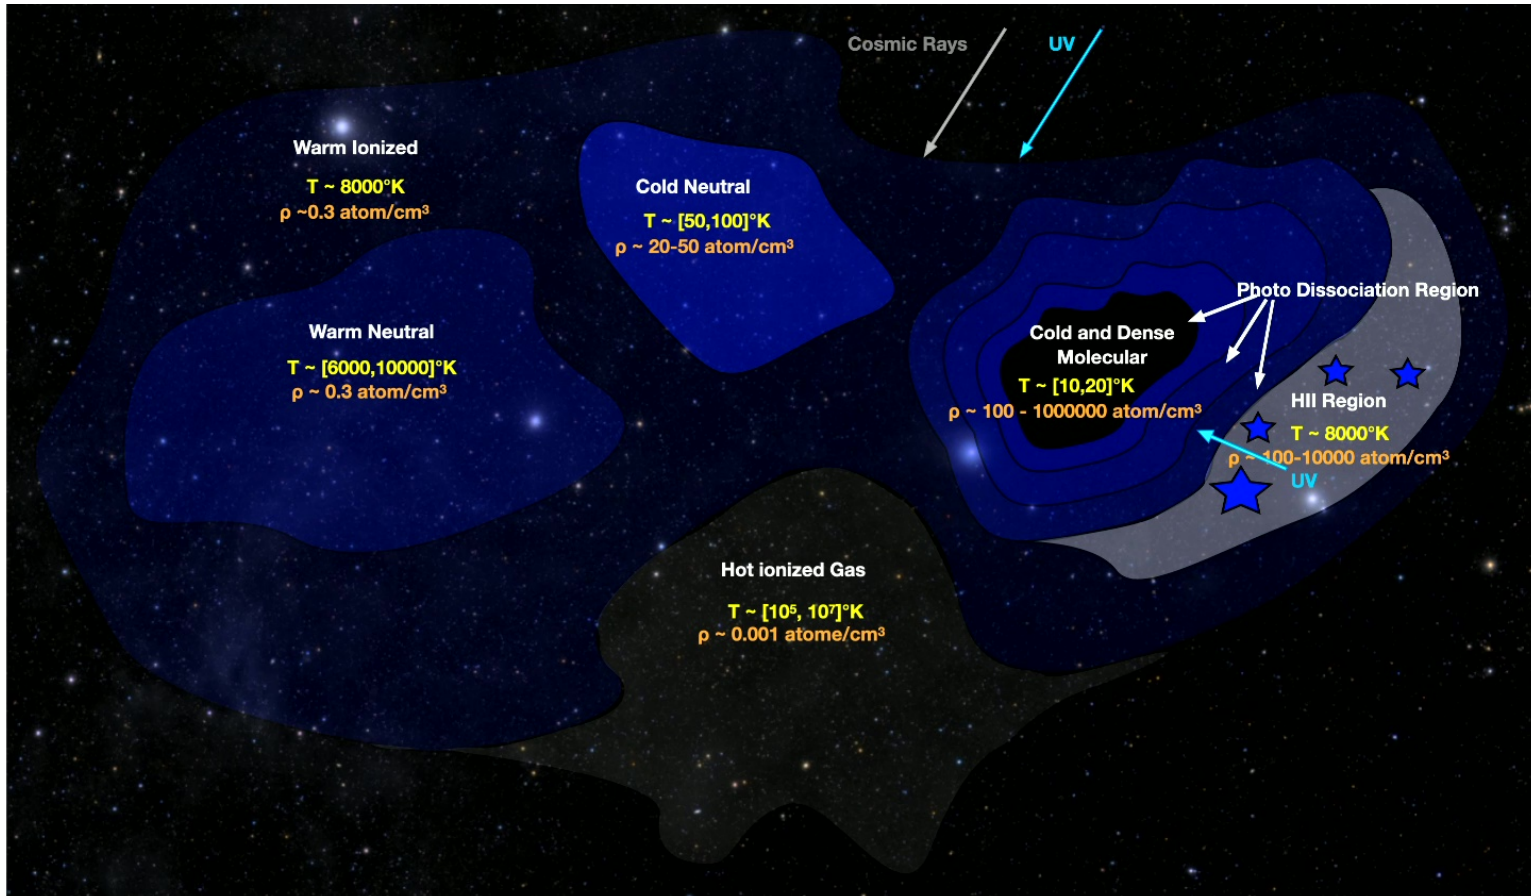 Cosmic Rays
UV
Warm Ionized
T ~ 8000°K
ρ ~0.3 atom/cm³
Cold Neutral
T ~ [50,100]°K
ρ ~ 20-50 atom/cm³
Warm Neutral
T ~ [6000,10000]°K
ρ ~ 0.3 atom/cm³
Photo Dissociation Region
Cold and Dense
Molecular
T ~ [10,20]°K
ρ ~ 100 - 1000000 atom/cm³
HII Region
T ~ 8000°K
ρ ~ 100-10000 atom/cm³
UV
Hot ionized Gas
T ~ [10⁵, 10⁷]°K
ρ ~ 0.001 atome/cm³